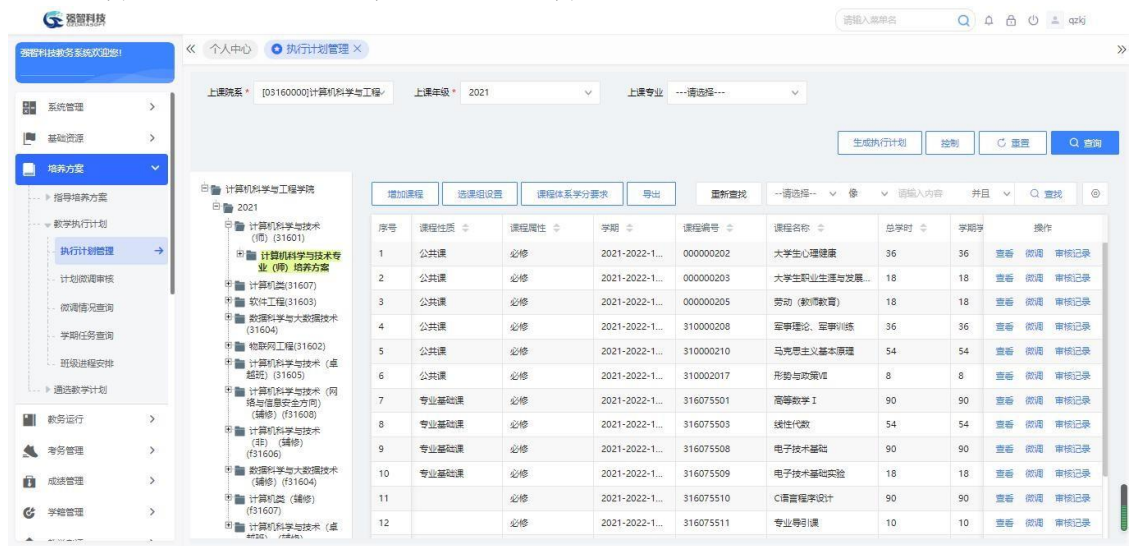 强智科技
QZDATASOFT
请输入菜单名
qzkj
强智科技教务系统欢迎您!
个人中心
执行计划管理 ×
系统管理
基础资源
培养方案
指导培养方案
教学执行计划
执行计划管理
计划微调审核
微调情况查询
学期任务查询
班级进程安排
通选教学计划
教务运行
考务管理
成绩管理
学籍管理
上课院系 * [03160000]计算机科学与工程
上课年级 * 2021
上课专业 ---请选择---
生成执行计划 控制 重置 查询
计算机科学与工程学院
2021
计算机科学与技术
(师) (31601)
计算机科学与技术专
业 (师) 培养方案
计算机类(31607)
软件工程(31603)
数据科学与大数据技术
(31604)
物联网工程(31602)
计算机科学与技术 (卓
越班) (31605)
计算机科学与技术 (网
络与信息安全方向)
(辅修) (f31608)
计算机科学与技术
(非) (辅修)
(f31606)
数据科学与大数据技术
(辅修) (f31604)
计算机类 (辅修)
(f31607)
计算机科学与技术 (卓
越班) (辅修)
增加课程 选课组设置 课程体系学分要求 导出 重新查找 --请选择-- 像 请输入内容 并且 查找
序号 课程性质 课程属性 学期 课程编号 课程名称 总学时 学期学 操作
1 公共课 必修 2021-2022-1... 000000202 大学生心理健康 36 36 查看 微调 审核记录
2 公共课 必修 2021-2022-1... 000000203 大学生职业生涯与发展... 18 18 查看 微调 审核记录
3 公共课 必修 2021-2022-1... 000000205 劳动 (教师教育) 18 18 查看 微调 审核记录
4 公共课 必修 2021-2022-1... 310000208 军事理论、军事训练 36 36 查看 微调 审核记录
5 公共课 必修 2021-2022-1... 310000210 马克思主义基本原理 54 54 查看 微调 审核记录
6 公共课 必修 2021-2022-1... 310002017 形势与政策Ⅶ 8 8 查看 微调 审核记录
7 专业基础课 必修 2021-2022-1... 316075501 高等数学 I 90 90 查看 微调 审核记录
8 专业基础课 必修 2021-2022-1... 316075503 线性代数 54 54 查看 微调 审核记录
9 专业基础课 必修 2021-2022-1... 316075508 电子技术基础 90 90 查看 微调 审核记录
10 专业基础课 必修 2021-2022-1... 316075509 电子技术基础实验 18 18 查看 微调 审核记录
11 必修 2021-2022-1... 316075510 C语言程序设计 90 90 查看 微调 审核记录
12 必修 2021-2022-1... 316075511 专业导引课 10 10 查看 微调 审核记录